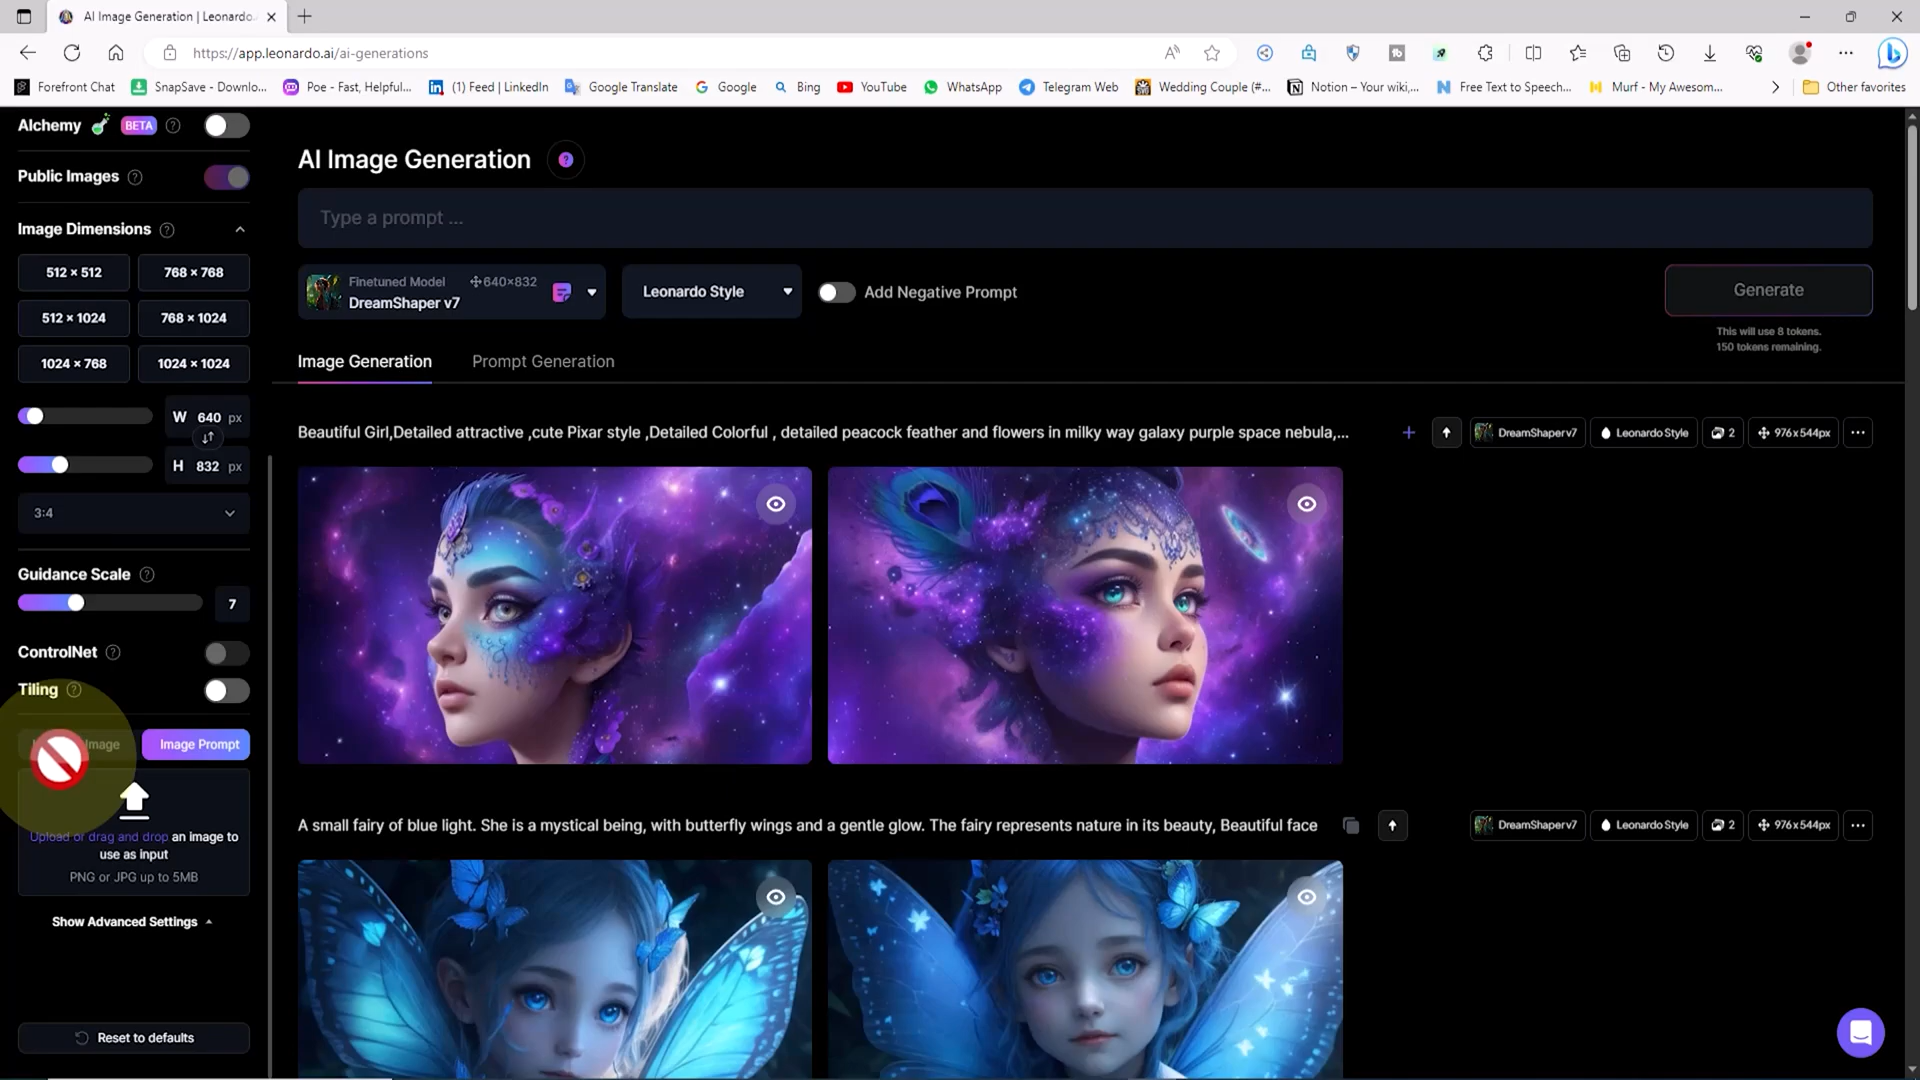 AI Image Generation | Leonardo.
https://app.leonardo.ai/ai-generations
Forefront Chat
SnapSave - Downlo...
Poe - Fast, Helpful...
(1) Feed | LinkedIn
Google Translate
Google
Bing
YouTube
WhatsApp
Telegram Web
Wedding Couple (#...
Notion – Your wiki,...
Free Text to Speech...
Murf - My Awesom...
Other favorites
Alchemy BETA
Public Images
Image Dimensions
512 × 512
768 × 768
512 × 1024
768 × 1024
1024 × 768
1024 × 1024
W 640 px
H 832 px
3:4
Guidance Scale
7
ControlNet
Tiling
Image
Image Prompt
Upload or drag and drop an image to
use as input
PNG or JPG up to 5MB
Show Advanced Settings
Reset to defaults
AI Image Generation
Type a prompt ...
Finetuned Model
640×832
DreamShaper v7
Leonardo Style
Add Negative Prompt
Generate
This will use 8 tokens.
150 tokens remaining.
Image Generation
Prompt Generation
Beautiful Girl,Detailed attractive ,cute Pixar style ,Detailed Colorful , detailed peacock feather and flowers in milky way galaxy purple space nebula,...
DreamShaper v7
Leonardo Style
2
976x544px
A small fairy of blue light. She is a mystical being, with butterfly wings and a gentle glow. The fairy represents nature in its beauty, Beautiful face
DreamShaper v7
Leonardo Style
2
976x544px